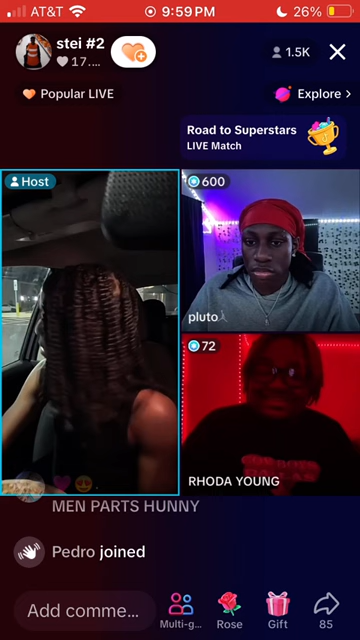 AT&T
9:59 PM
26%
stei #2
17....
1.5K
Popular LIVE
Explore >
Road to Superstars
LIVE Match
Host
600
pluto
72
RHODA YOUNG
MEN PARTS HUNNY
Pedro joined
Add comme...
Multi-g...
Rose
Gift
85